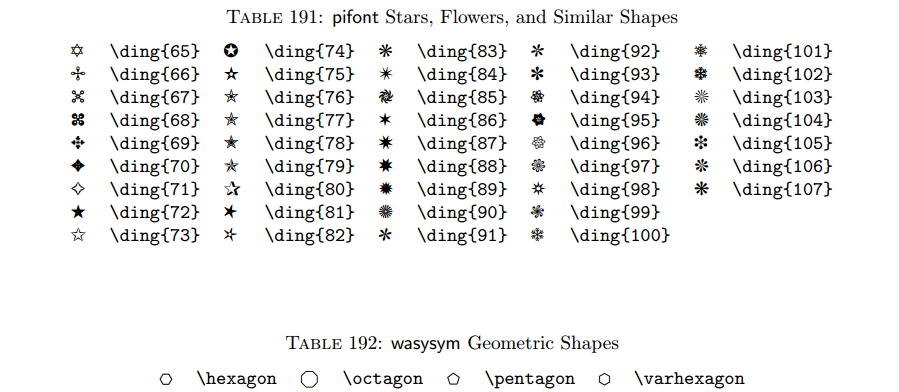 TABLE 191: pifont Stars, Flowers, and Similar Shapes
✡ \ding{65} ✪ \ding{74} ❋ \ding{83} ✼ \ding{92} ❅ \ding{101}
✢ \ding{66} ✫ \ding{75} ✴ \ding{84} ✽ \ding{93} ❆ \ding{102}
✣ \ding{67} ✬ \ding{76} ✵ \ding{85} ✾ \ding{94} ❇ \ding{103}
✤ \ding{68} ✭ \ding{77} ✶ \ding{86} ✿ \ding{95} ❈ \ding{104}
✥ \ding{69} ✮ \ding{78} ✷ \ding{87} ❀ \ding{96} ❉ \ding{105}
✦ \ding{70} ✯ \ding{79} ✸ \ding{88} ❁ \ding{97} ❊ \ding{106}
✧ \ding{71} ✰ \ding{80} ✹ \ding{89} ❂ \ding{98} ❋ \ding{107}
★ \ding{72} ✱ \ding{81} ✺ \ding{90} ❃ \ding{99}
✩ \ding{73} ✲ \ding{82} ✻ \ding{91} ❄ \ding{100}
TABLE 192: wasysym Geometric Shapes
⎔ \hexagon ⯃ \octagon ⬠ \pentagon ⬡ \varhexagon